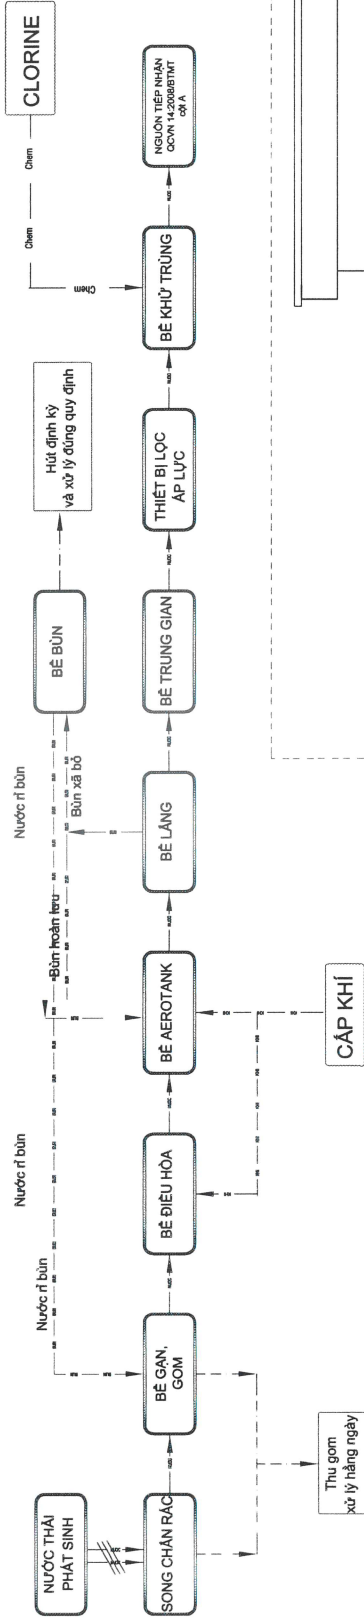 NƯỚC THẢI
PHÁT SINH
SONG CHẮN RÁC
BỂ GẠN,
GOM
Thu gom
xử lý hằng ngày
BỂ ĐIỀU HÒA
BỂ AEROTANK
CẤP KHÍ
BỂ LẮNG
BỂ TRUNG GIAN
THIẾT BỊ LỌC
ÁP LỰC
BỂ KHỬ TRÙNG
NGUỒN TIẾP NHẬN
QCVN 14:2008/BTMT
cột A
Nước rỉ bùn
Nước rỉ bùn
Nước rỉ bùn
Bùn hoàn lưu
Bùn xã bỏ
BỂ BÙN
Hút định kỳ
và xử lý đúng quy định
Chem
Chem
Chem
CLORINE